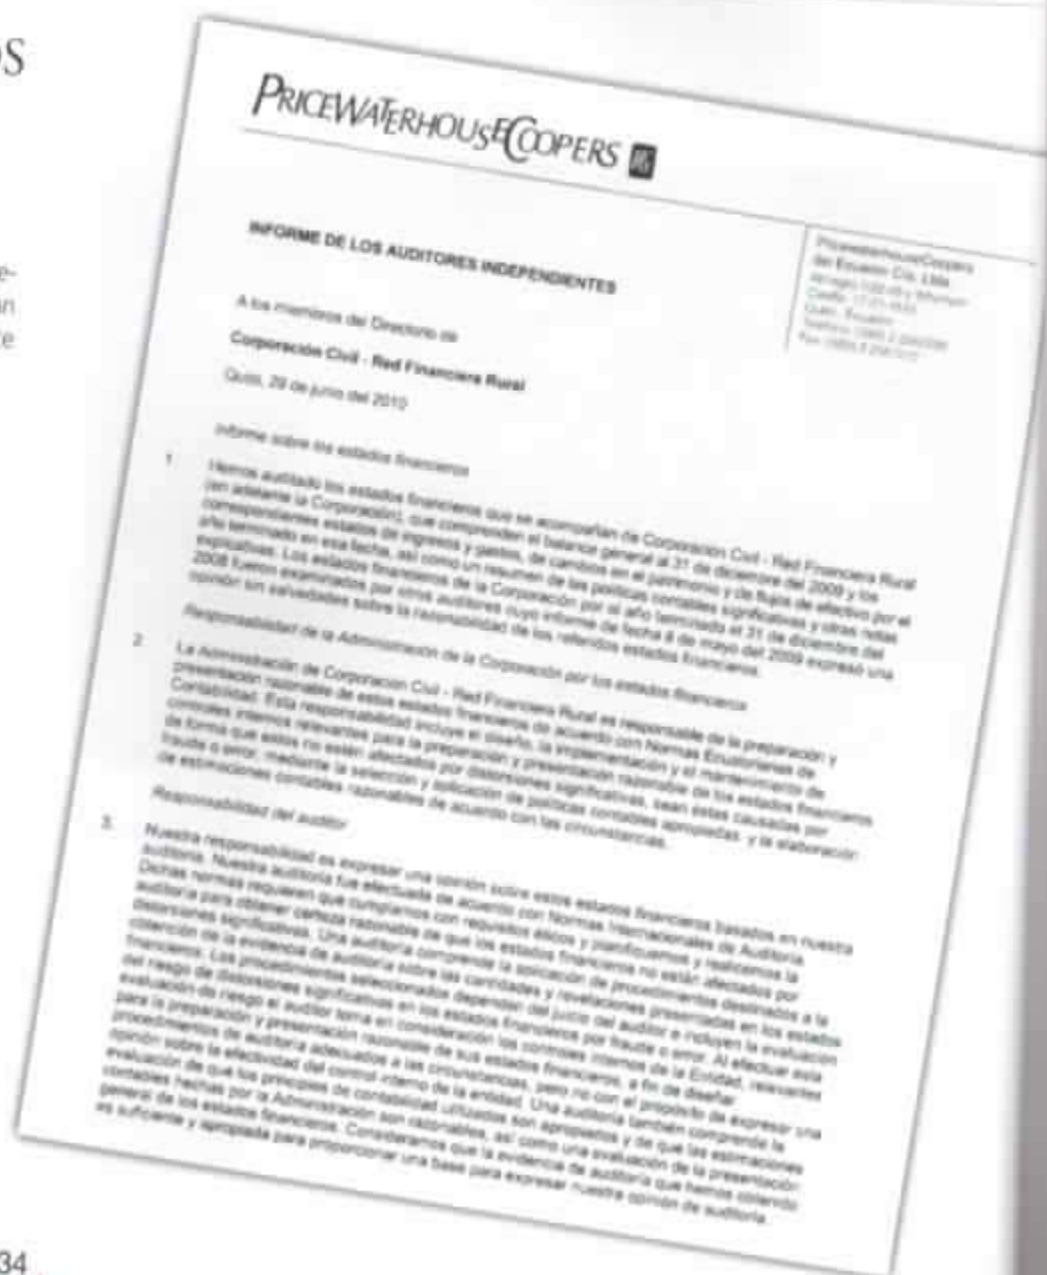 OS
e-
an
te
PRICEWATERHOUSECOOPERS
PricewaterhouseCoopers
del Ecuador Cía. Ltda.
INFORME DE LOS AUDITORES INDEPENDIENTES
A los miembros del Directorio de
Corporación Civil - Red Financiera Rural
Quito, 29 de junio del 2010
Informe sobre los estados financieros
1. Hemos auditado los estados financieros que se acompañan de Corporación Civil - Red Financiera Rural
(en adelante la Corporación), que comprenden el balance general al 31 de diciembre del 2009 y los
correspondientes estados de ingresos y gastos, de cambios en el patrimonio y de flujos de efectivo por el
año terminado en esa fecha, así como un resumen de las políticas contables significativas y otras notas
explicativas. Los estados financieros de la Corporación por el año terminado el 31 de diciembre del
2008 fueron examinados por otros auditores cuyo informe de fecha 8 de mayo del 2009 expresó una
opinión sin salvedades sobre la razonabilidad de los referidos estados financieros.
Responsabilidad de la Administración de la Corporación por los estados financieros
2. La Administración de Corporación Civil - Red Financiera Rural es responsable de la preparación y
presentación razonable de estos estados financieros de acuerdo con Normas Ecuatorianas de
Contabilidad. Esta responsabilidad incluye el diseño, la implementación y el mantenimiento de
controles internos relevantes para la preparación y presentación razonable de los estados financieros
de forma que estos no estén afectados por distorsiones significativas, sean estas causadas por
fraude o error, mediante la selección y aplicación de políticas contables apropiadas y la elaboración
de estimaciones contables razonables de acuerdo con las circunstancias.
Responsabilidad del auditor
3. Nuestra responsabilidad es expresar una opinión sobre estos estados financieros basados en nuestra
auditoría. Nuestra auditoría fue efectuada de acuerdo con Normas Internacionales de Auditoría.
Dichas normas requieren que cumplamos con requisitos éticos y planifiquemos y realicemos la
auditoría para obtener certeza razonable de que los estados financieros no están afectados por
distorsiones significativas. Una auditoría comprende la aplicación de procedimientos destinados a la
obtención de la evidencia de auditoría sobre las cantidades y revelaciones presentadas en los estados
financieros. Los procedimientos seleccionados dependen del juicio del auditor e incluyen la evaluación
del riesgo de distorsiones significativas en los estados financieros por fraude o error. Al efectuar esta
evaluación de riesgo el auditor toma en consideración los controles internos de la Entidad, relevantes
para la preparación y presentación razonable de sus estados financieros, a fin de diseñar
procedimientos de auditoría adecuados a las circunstancias, pero no con el propósito de expresar una
opinión sobre la efectividad del control interno de la entidad. Una auditoría también comprende la
evaluación de que los principios de contabilidad utilizados son apropiados y de que las estimaciones
contables hechas por la Administración son razonables, así como una evaluación de la presentación
general de los estados financieros. Consideramos que la evidencia de auditoría que hemos obtenido
es suficiente y apropiada para proporcionar una base para expresar nuestra opinión de auditoría.
34